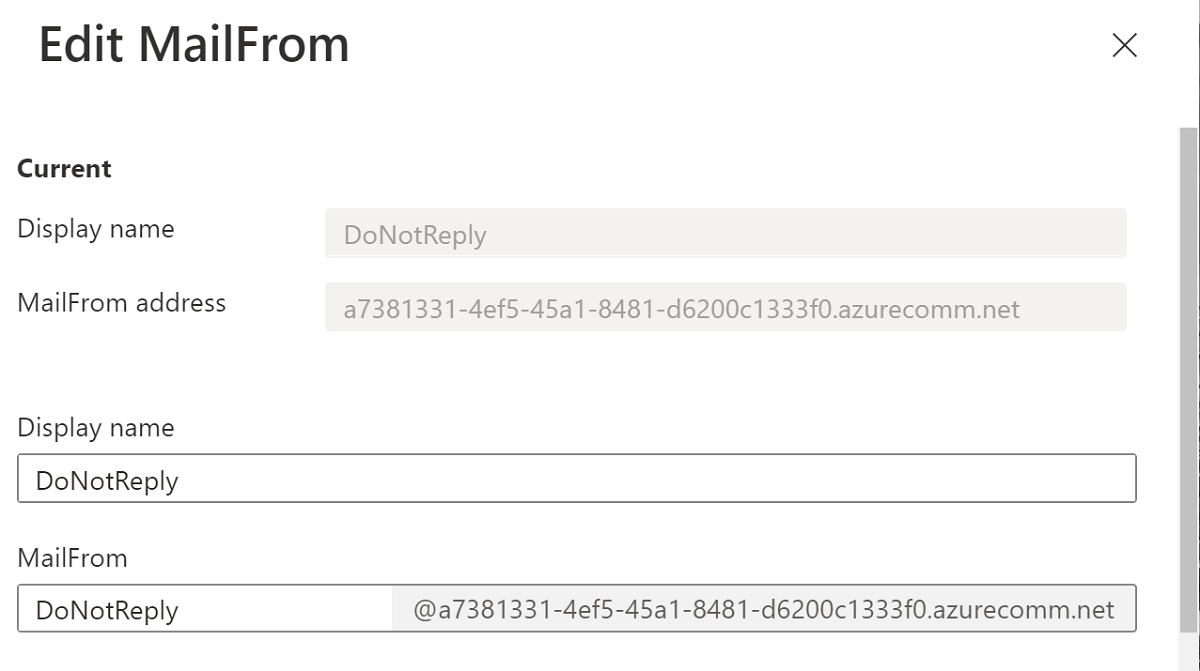 Edit MailFrom
Current
Display name
DoNotReply
MailFrom address
a7381331-4ef5-45a1-8481-d6200c1333f0.azurecomm.net
Display name
DoNotReply
MailFrom
DoNotReply @a7381331-4ef5-45a1-8481-d6200c1333f0.azurecomm.net